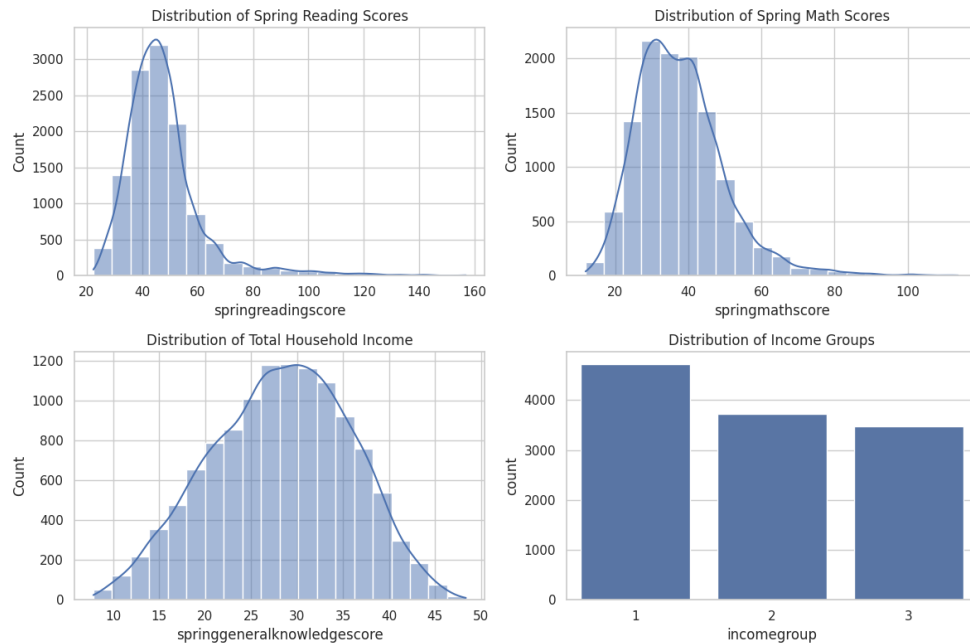 Distribution of Spring Reading Scores
3000
2500
2000
1500
1000
500
0
Count
20 40 60 80 100 120 140 160
springreadingscore
Distribution of Spring Math Scores
2000
1500
1000
500
0
Count
20 40 60 80 100
springmathscore
Distribution of Total Household Income
1200
1000
800
600
400
200
0
Count
10 15 20 25 30 35 40 45 50
springgeneralknowledgescore
Distribution of Income Groups
4000
3000
2000
1000
0
count
1 2 3
incomegroup